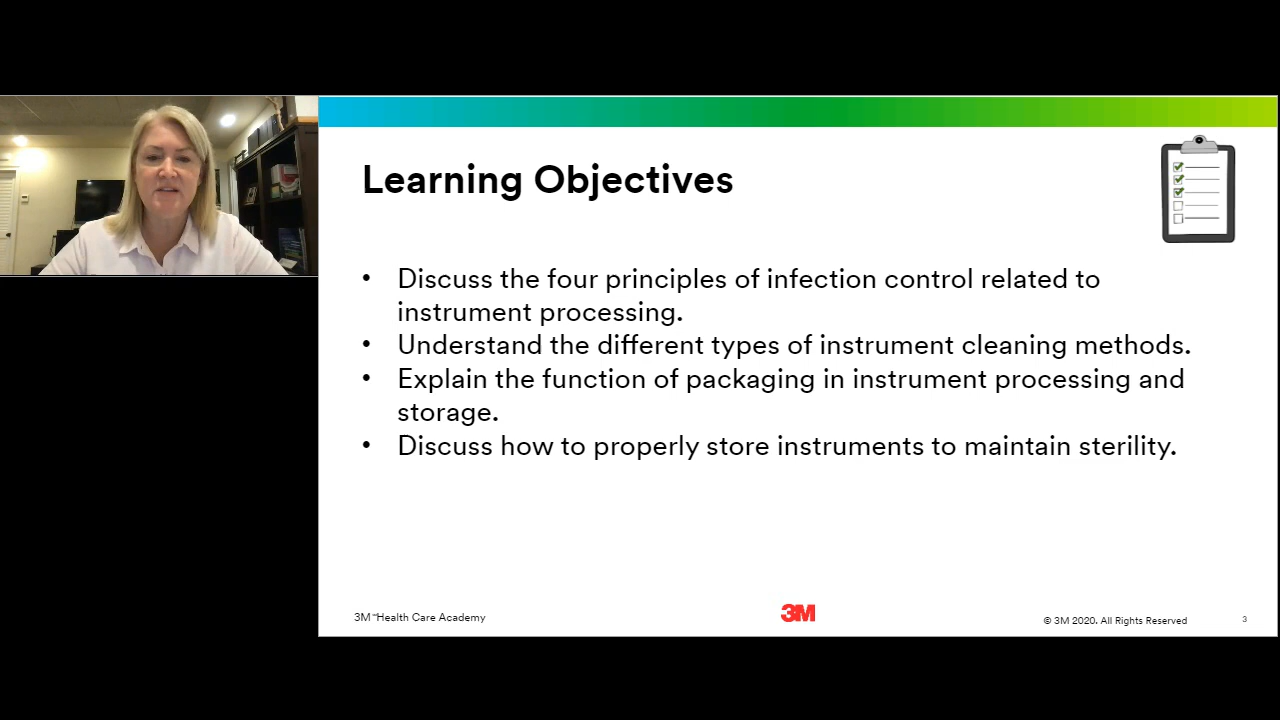 Learning Objectives
• Discuss the four principles of infection control related to
instrument processing.
• Understand the different types of instrument cleaning methods.
• Explain the function of packaging in instrument processing and
storage.
• Discuss how to properly store instruments to maintain sterility.
3M™Health Care Academy
3M
© 3M 2020. All Rights Reserved
3